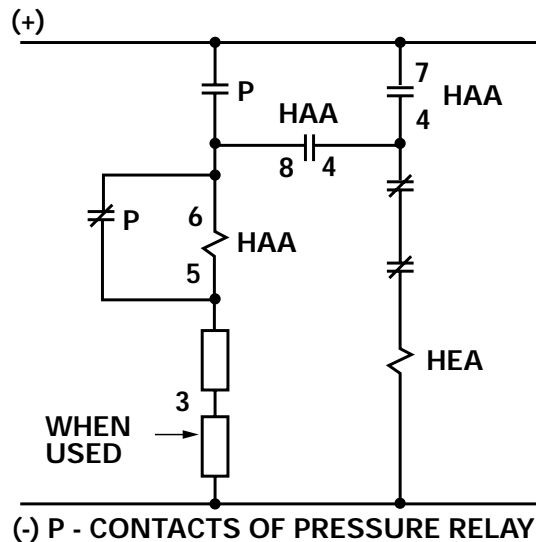 (+)
P
7
HAA
4
HAA
8 4
P
6
HAA
5
HEA
3
WHEN
USED
(-) P - CONTACTS OF PRESSURE RELAY